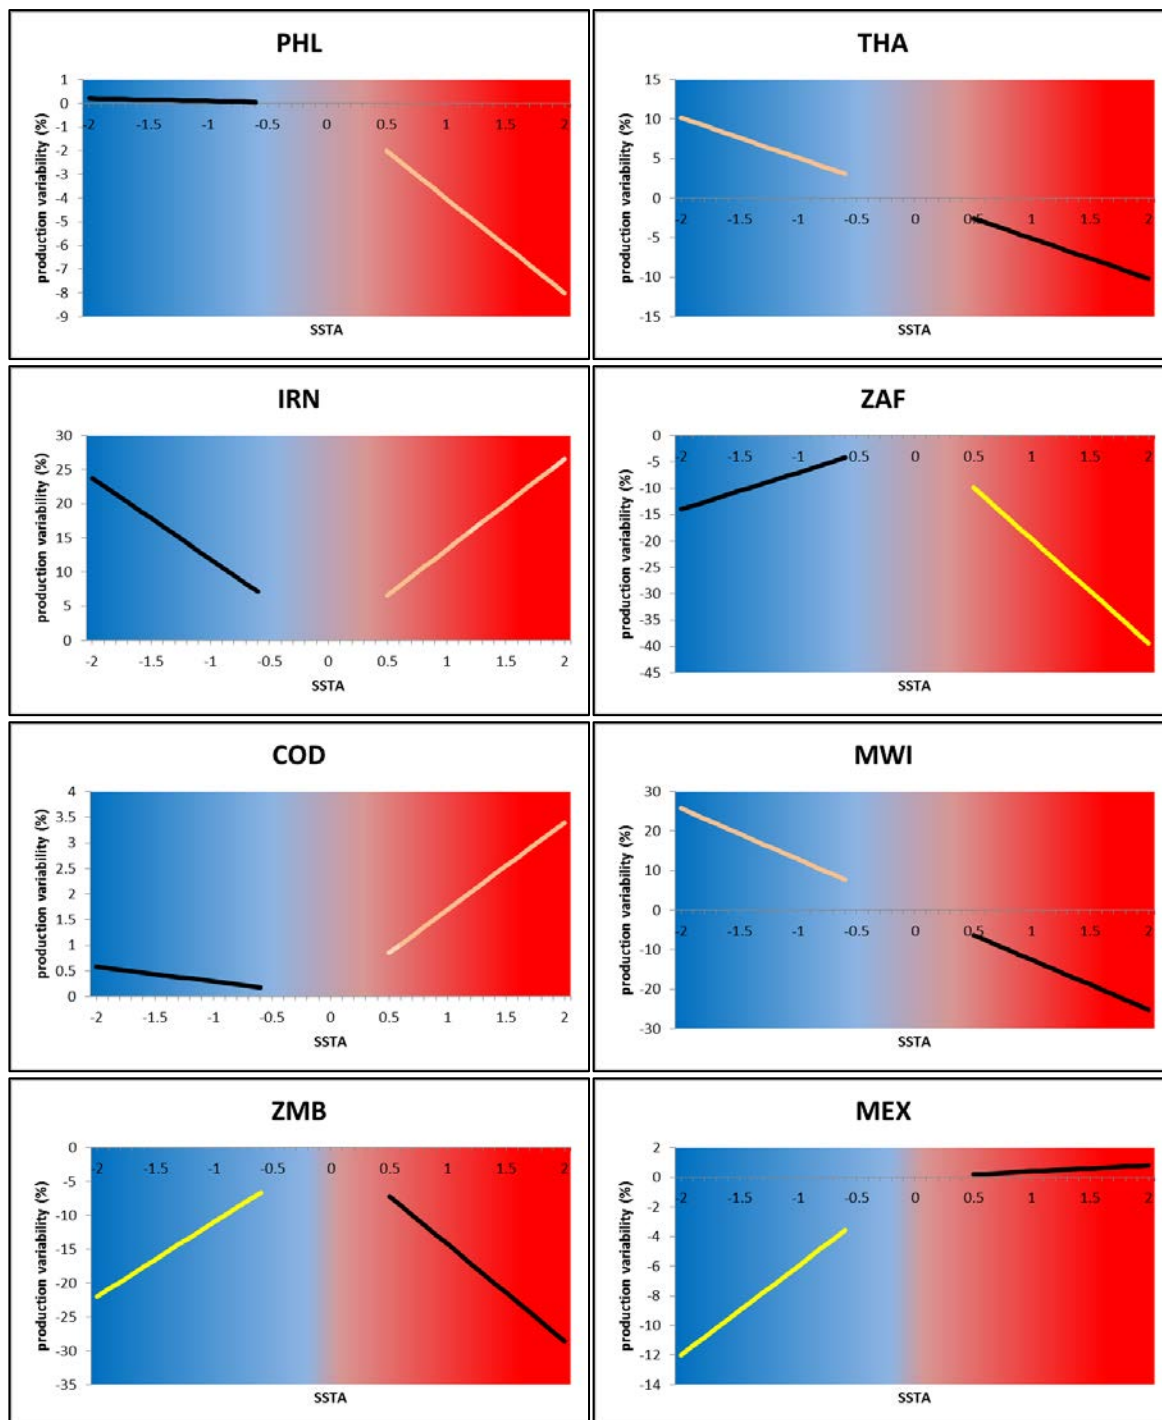 PHL
production variability (%)
1
0
-1
-2
-3
-4
-5
-6
-7
-8
-9
-2 -1.5 -1 -0.5 0 0.5 1 1.5 2
SSTA
THA
production variability (%)
15
10
5
0
-5
-10
-15
-2 -1.5 -1 -0.5 0 0.5 1 1.5 2
SSTA
IRN
production variability (%)
30
25
20
15
10
5
0
-2 -1.5 -1 -0.5 0 0.5 1 1.5 2
SSTA
ZAF
production variability (%)
0
-5
-10
-15
-20
-25
-30
-35
-40
-45
-2 -1.5 -1 -0.5 0 0.5 1 1.5 2
SSTA
COD
production variability (%)
4
3.5
3
2.5
2
1.5
1
0.5
0
-2 -1.5 -1 -0.5 0 0.5 1 1.5 2
SSTA
MWI
production variability (%)
30
20
10
0
-10
-20
-30
-2 -1.5 -1 -0.5 0 0.5 1 1.5 2
SSTA
ZMB
production variability (%)
0
-5
-10
-15
-20
-25
-30
-35
-2 -1.5 -1 -0.5 0 0.5 1 1.5 2
SSTA
MEX
production variability (%)
2
0
-2
-4
-6
-8
-10
-12
-14
-2 -1.5 -1 -0.5 0 0.5 1 1.5 2
SSTA